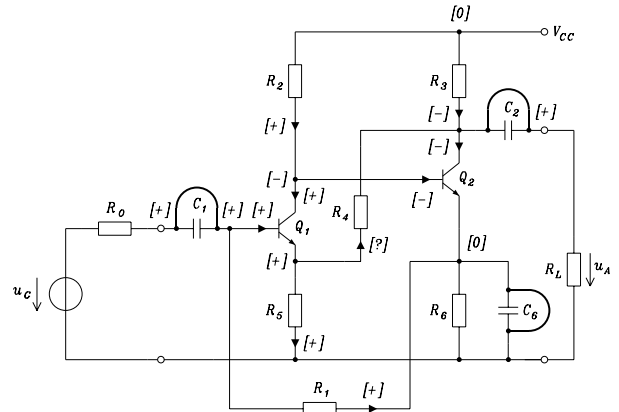 [0]
V_CC
R_2
R_3
C_2
[+]
[-]
[+]
[-]
[-]
[+]
Q_2
R_0
[+]
C_1
[+]
[+]
R_4
[-]
Q_1
[?]
[+]
[0]
u_C
R_5
R_6
C_6
R_L
u_A
[+]
R_1
[+]